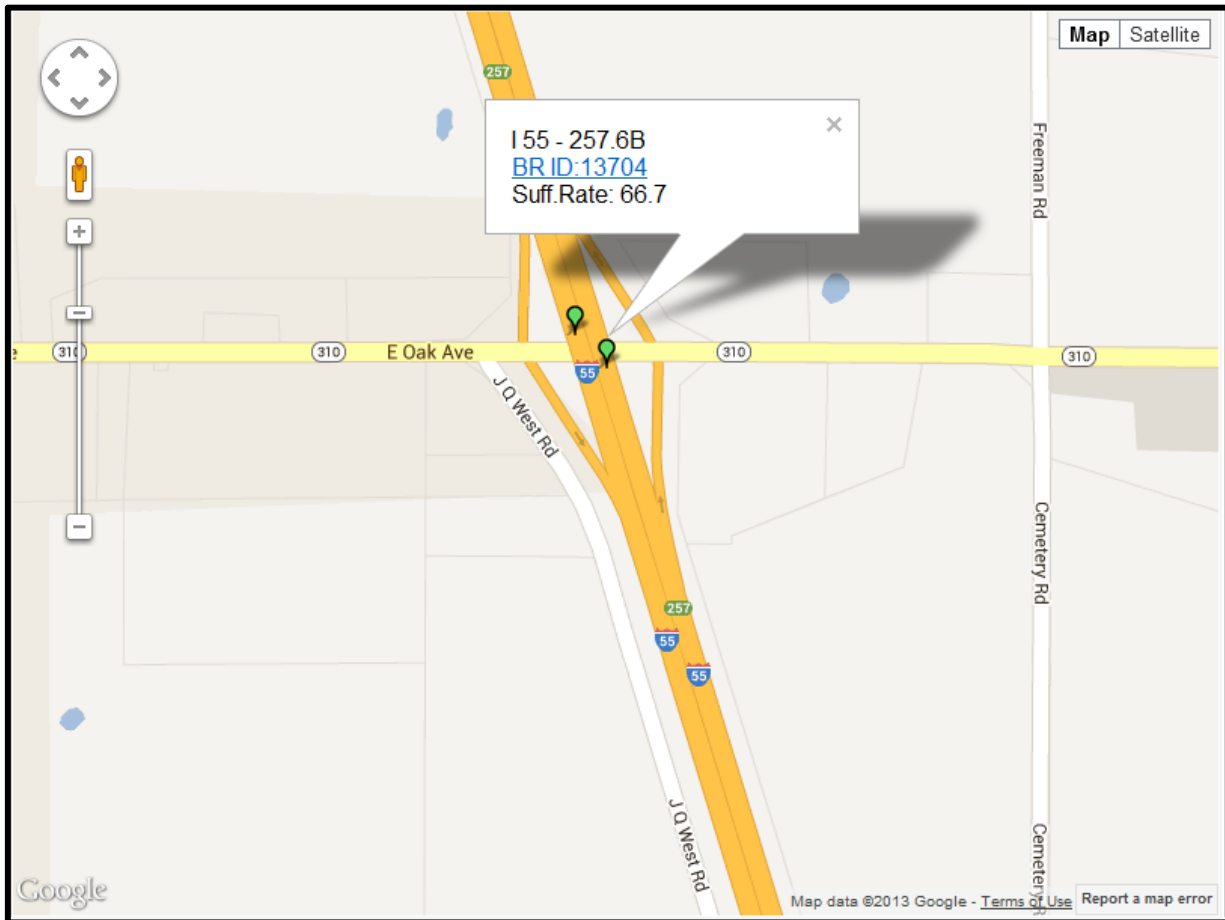 Map Satellite
257
I 55 - 257.6B
BR ID:13704
Suff.Rate: 66.7
×
Freeman Rd
e
310
310
E Oak Ave
310
310
55
J Q West Rd
Cemetery Rd
257
55
55
J Q West Rd
Cemetery R
Google
Map data ©2013 Google - Terms of Use
Report a map error